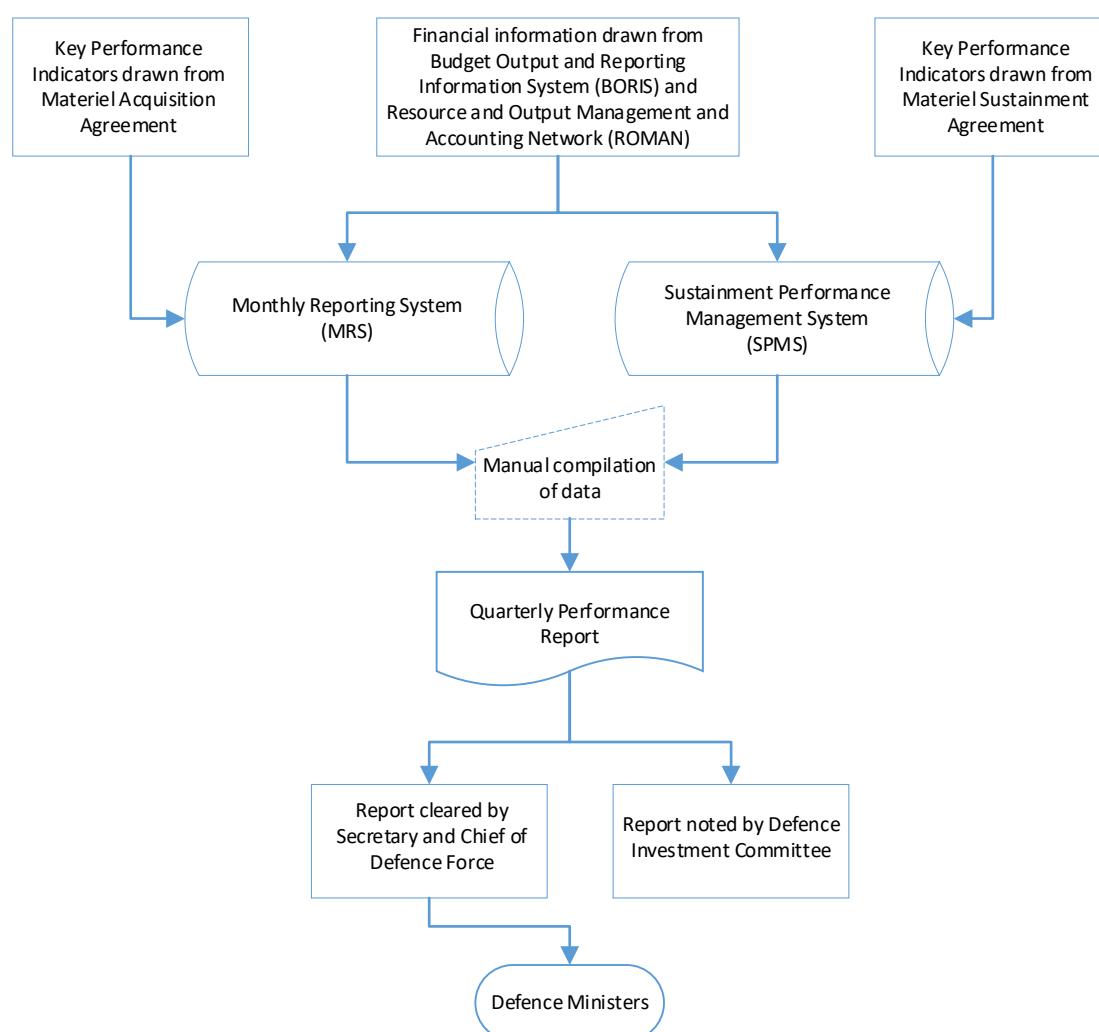 Key Performance
Indicators drawn from
Materiel Acquisition
Agreement
Financial information drawn from
Budget Output and Reporting
Information System (BORIS) and
Resource and Output Management and
Accounting Network (ROMAN)
Key Performance
Indicators drawn from
Materiel Sustainment
Agreement
Monthly Reporting System
(MRS)
Sustainment Performance
Management System
(SPMS)
Manual compilation
of data
Quarterly Performance
Report
Report cleared by
Secretary and Chief of
Defence Force
Report noted by Defence
Investment Committee
Defence Ministers